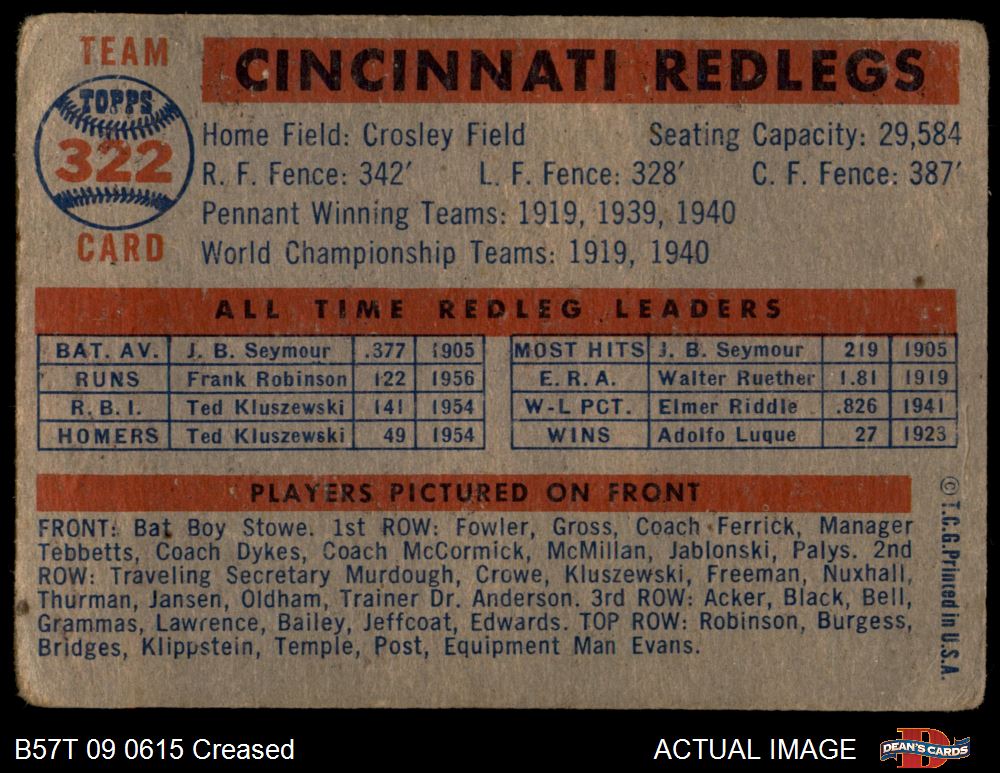 TEAM
CINCINNATI REDLEGS
TOPPS
322
CARD
Home Field: Crosley Field Seating Capacity: 29,584
R. F. Fence: 342′ L. F. Fence: 328′ C. F. Fence: 387′
Pennant Winning Teams: 1919, 1939, 1940
World Championship Teams: 1919, 1940
ALL TIME REDLEG LEADERS
BAT. AV. J. B. Seymour .377 1905 MOST HITS J. B. Seymour 219 1905
RUNS Frank Robinson 122 1956 E. R. A. Walter Ruether 1.81 1919
R. B. I. Ted Kluszewski 141 1954 W-L PCT. Elmer Riddle .826 1941
HOMERS Ted Kluszewski 49 1954 WINS Adolfo Luque 27 1923
PLAYERS PICTURED ON FRONT
FRONT: Bat Boy Stowe. 1st ROW: Fowler, Gross, Coach Ferrick, Manager
Tebbetts, Coach Dykes, Coach McCormick, McMillan, Jablonski, Palys. 2nd
ROW: Traveling Secretary Murdough, Crowe, Kluszewski, Freeman, Nuxhall,
Thurman, Jansen, Oldham, Trainer Dr. Anderson. 3rd ROW: Acker, Black, Bell,
Grammas, Lawrence, Bailey, Jeffcoat, Edwards. TOP ROW: Robinson, Burgess,
Bridges, Klippstein, Temple, Post, Equipment Man Evans.
© T.C.G. Prined in U.S.A.
B57T 09 0615 Creased
ACTUAL IMAGE
DEAN'S CARDS